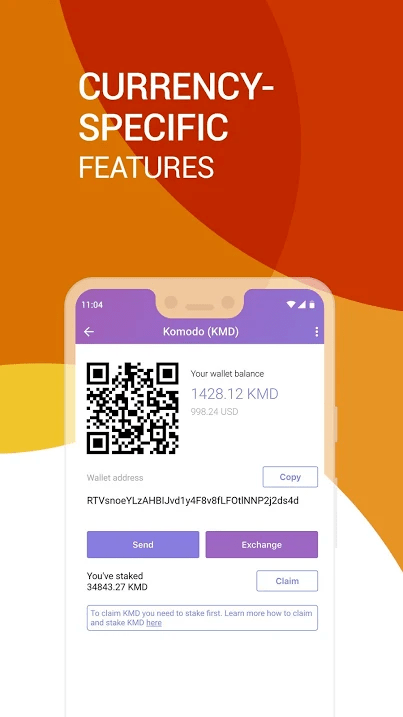 CURRENCY-
SPECIFIC
FEATURES
11:04
Komodo (KMD)
Your wallet balance
1428.12 KMD
998.24 USD
Wallet address
Copy
RTVsnoeYLzAHBIJvd1y4F8v8fLFOtlNNP2j2ds4d
Send
Exchange
You've staked
34843.27 KMD
Claim
To claim KMD you need to stake first. Learn more how to claim
and stake KMD here